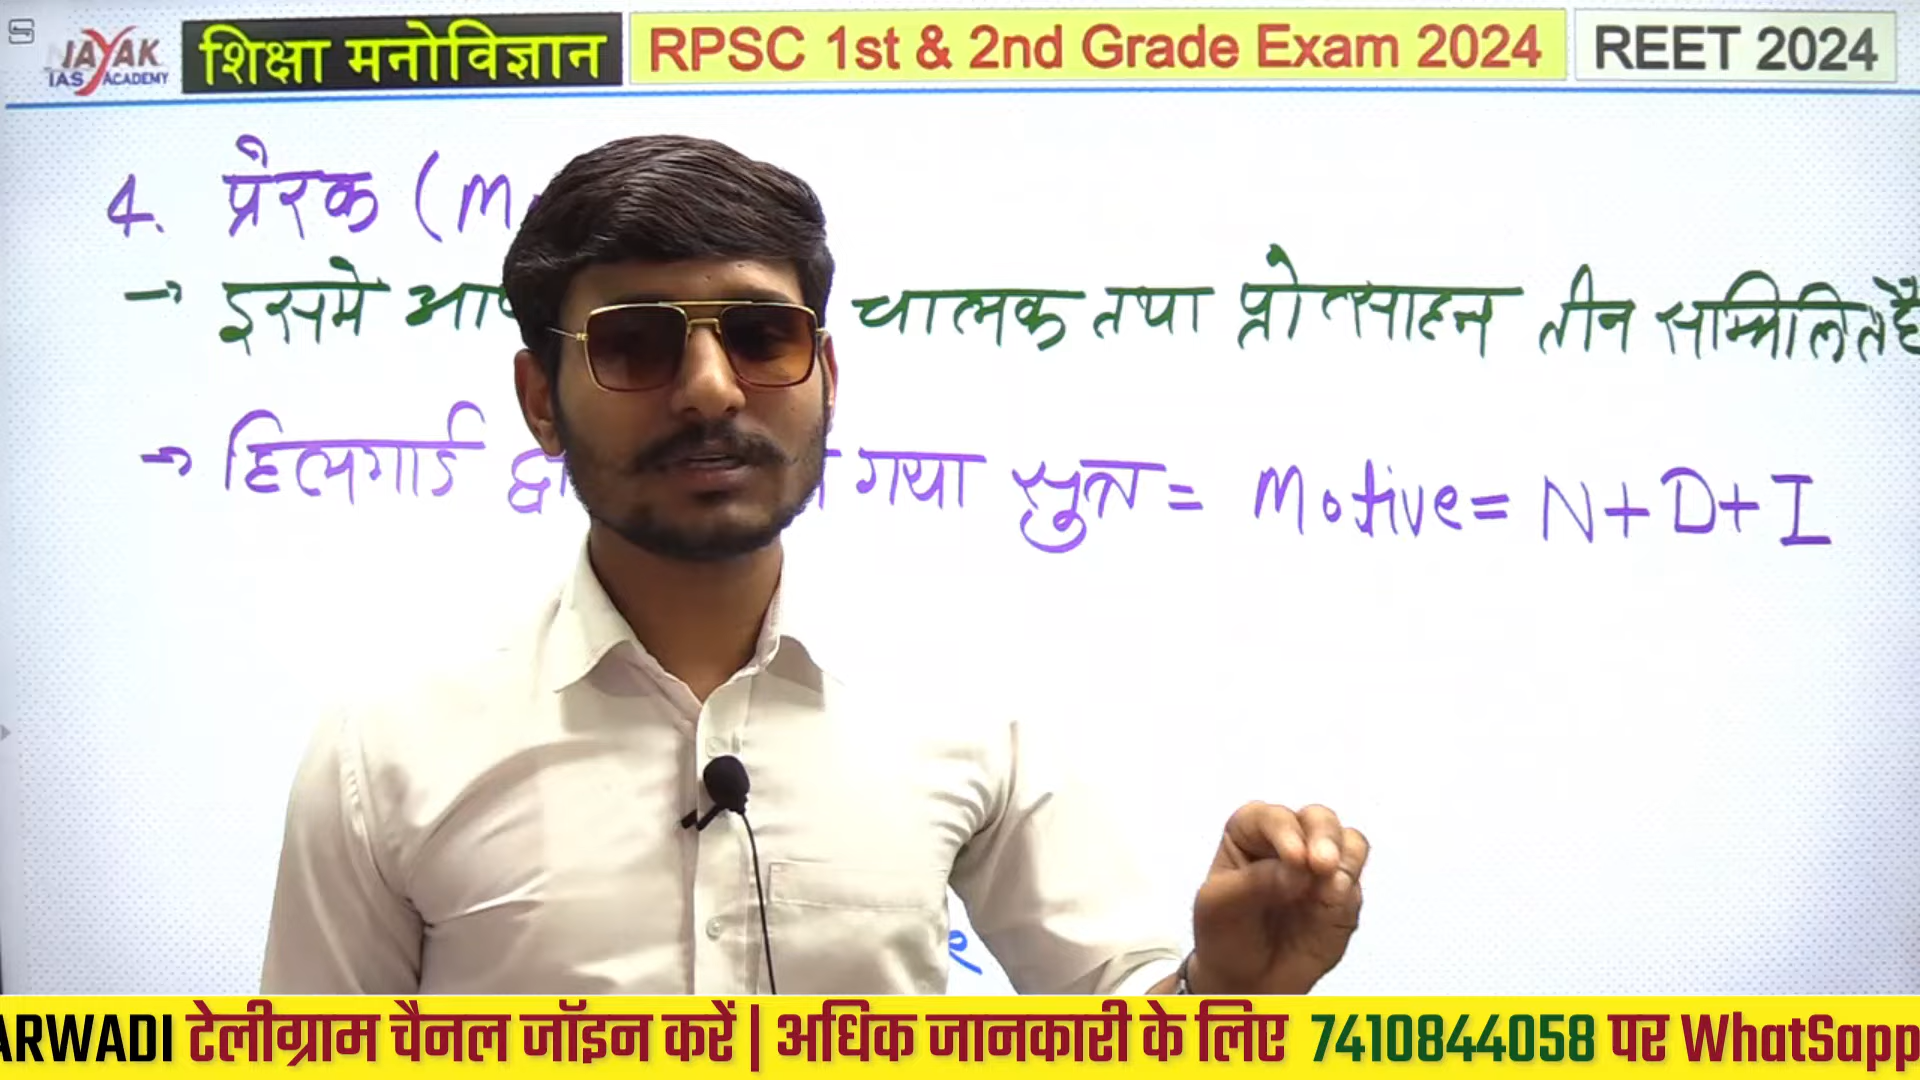 NAYAK IAS ACADEMY
शिक्षा मनोविज्ञान RPSC 1st & 2nd Grade Exam 2024 REET 2024
4. प्रेरक (M
→ इसमे चालक तथा प्रोत्साहन तीन सम्मिलित है
→ हिलगार्ड गया सुत्र = Motive = N+D+I
ARWADI टेलीग्राम चैनल जॉइन करें | अधिक जानकारी के लिए 7410844058 पर WhatSapp